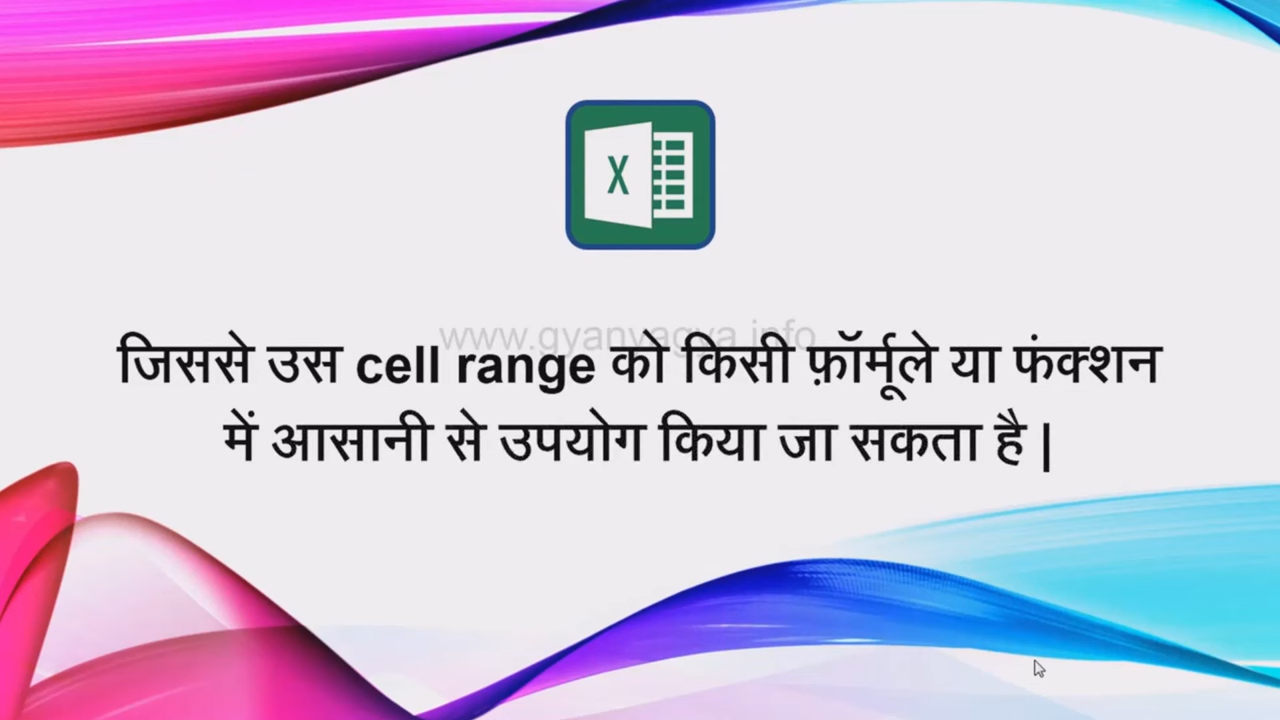 X
www.gyanyagya.info
जिससे उस cell range को किसी फ़ॉर्मूले या फंक्शन
में आसानी से उपयोग किया जा सकता है |